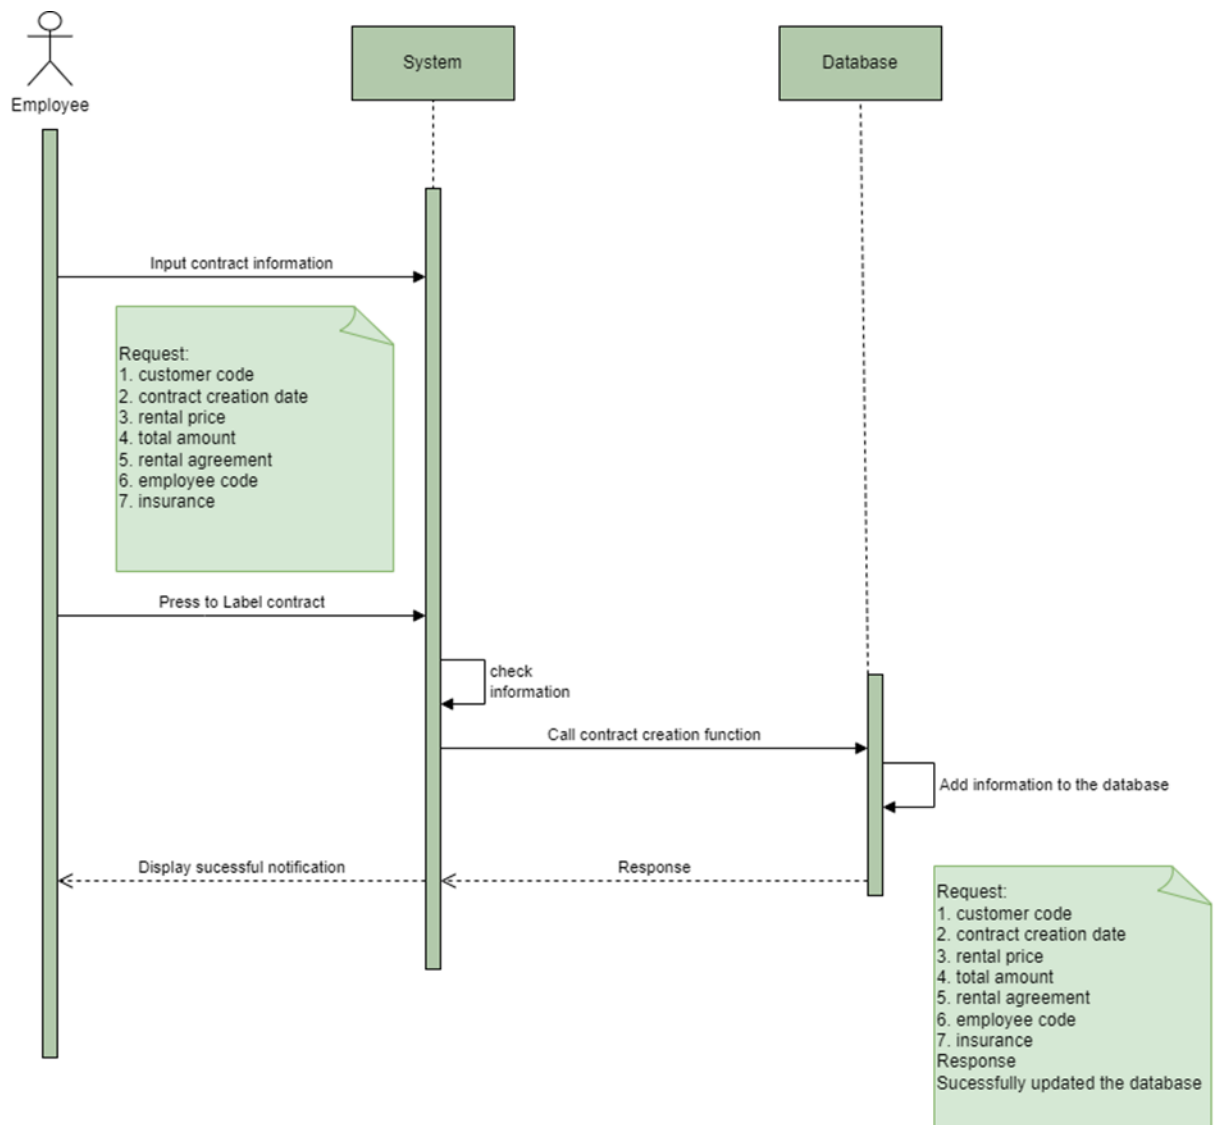 Employee
System
Database
Input contract information
Request:
1. customer code
2. contract creation date
3. rental price
4. total amount
5. rental agreement
6. employee code
7. insurance
Press to Label contract
check
information
Call contract creation function
Add information to the database
Display sucessful notification
Response
Request:
1. customer code
2. contract creation date
3. rental price
4. total amount
5. rental agreement
6. employee code
7. insurance
Response
Sucessfully updated the database